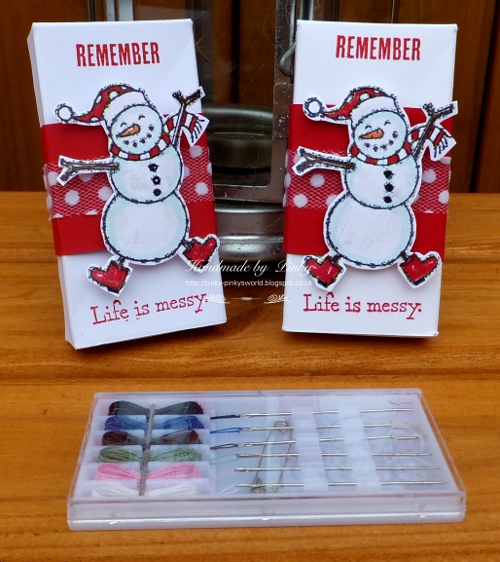 REMEMBER
Life is messy.
REMEMBER
Life is messy.
Handmade by Pinky
http://pinky-pinkysworld.blogspot.co.uk